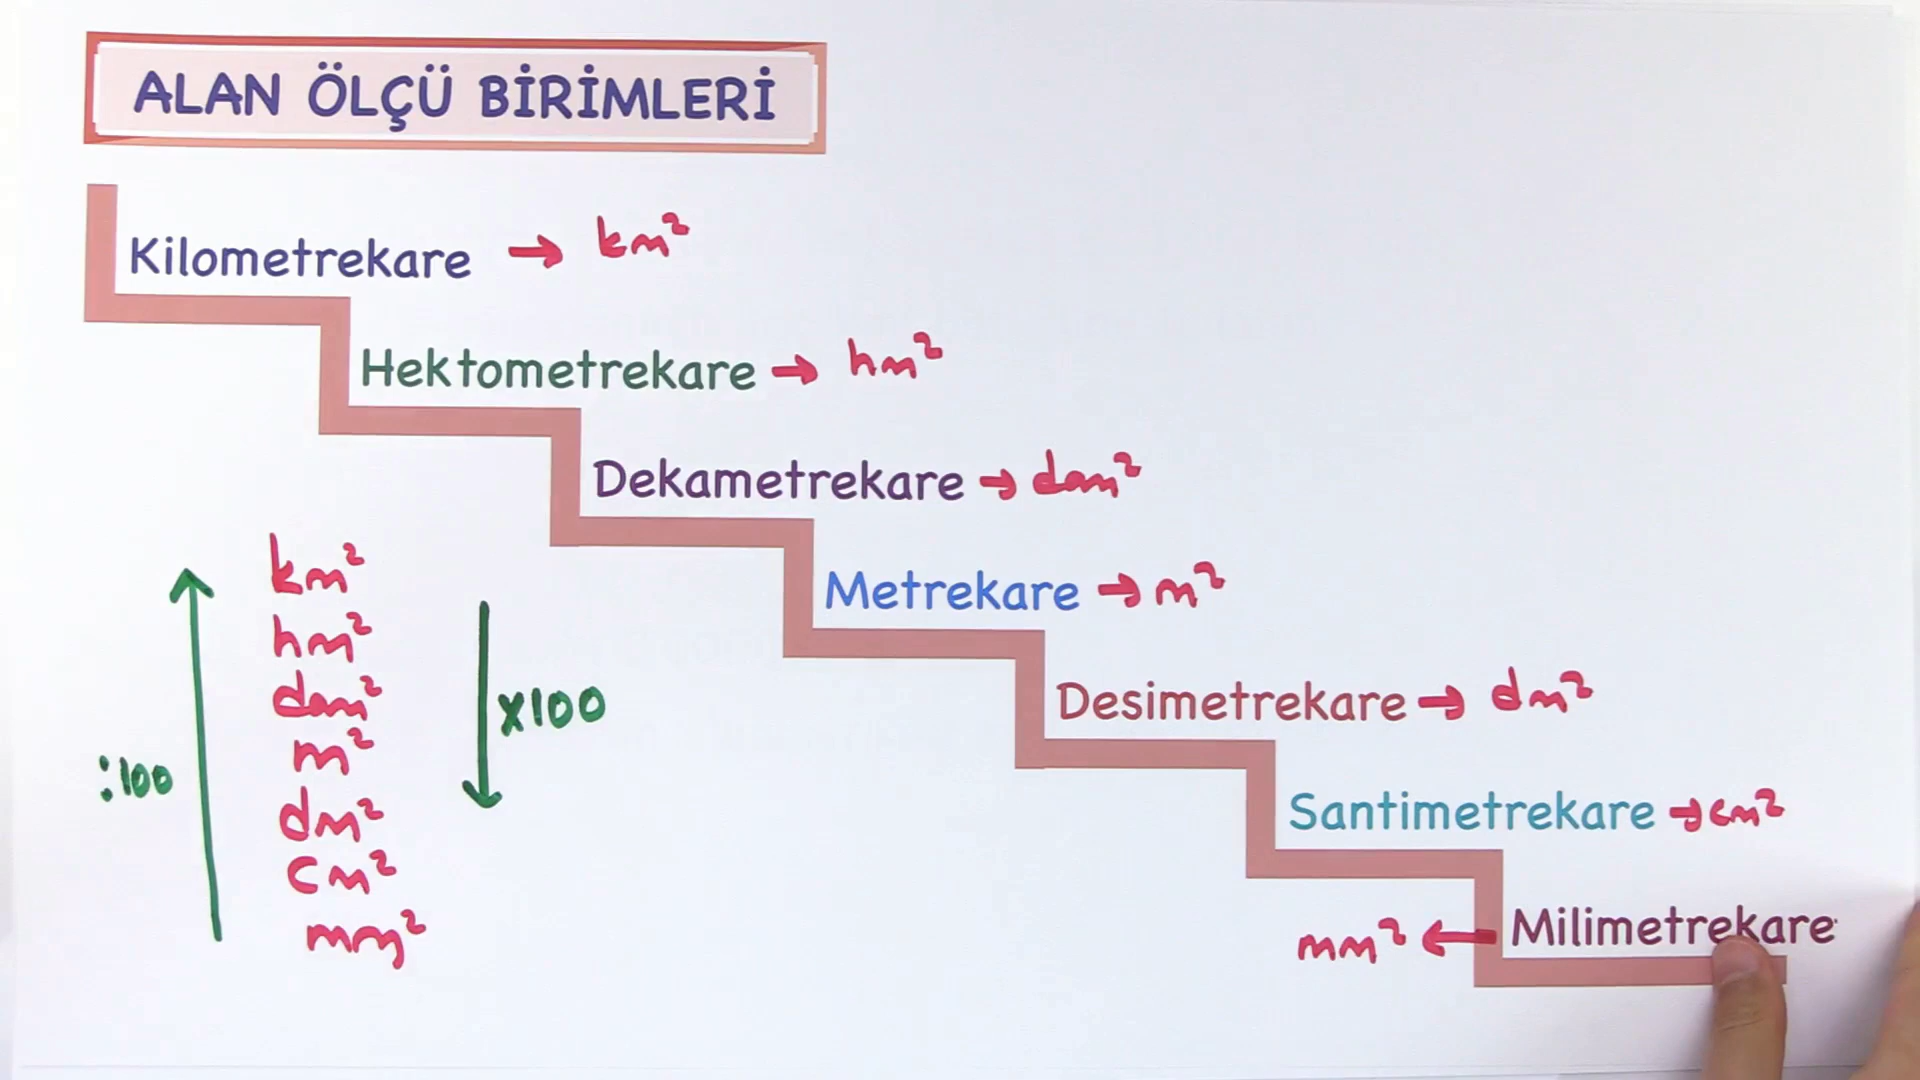 ALAN ÖLÇÜ BİRİMLERİ
Kilometrekare → km²
Hektometrekare → hm²
Dekametrekare → dam²
Metrekare → m²
Desimetrekare → dm²
Santimetrekare → cm²
mm² ← Milimetrekare
km²
hm²
dam²
m²
dm²
cm²
mm²
:100
x100